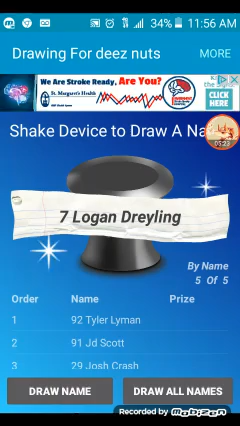 34% 11:56 AM
Drawing For deez nuts MORE
We Are Stroke Ready, Are You?
St. Margaret's Health
CLICK HERE
Shake Device to Draw A Na
05:23
7 Logan Dreyling
By Name
5 Of 5
Order Name Prize
1 92 Tyler Lyman
2 91 Jd Scott
3 29 Josh Crash
DRAW NAME DRAW ALL NAMES
Recorded by mobizen